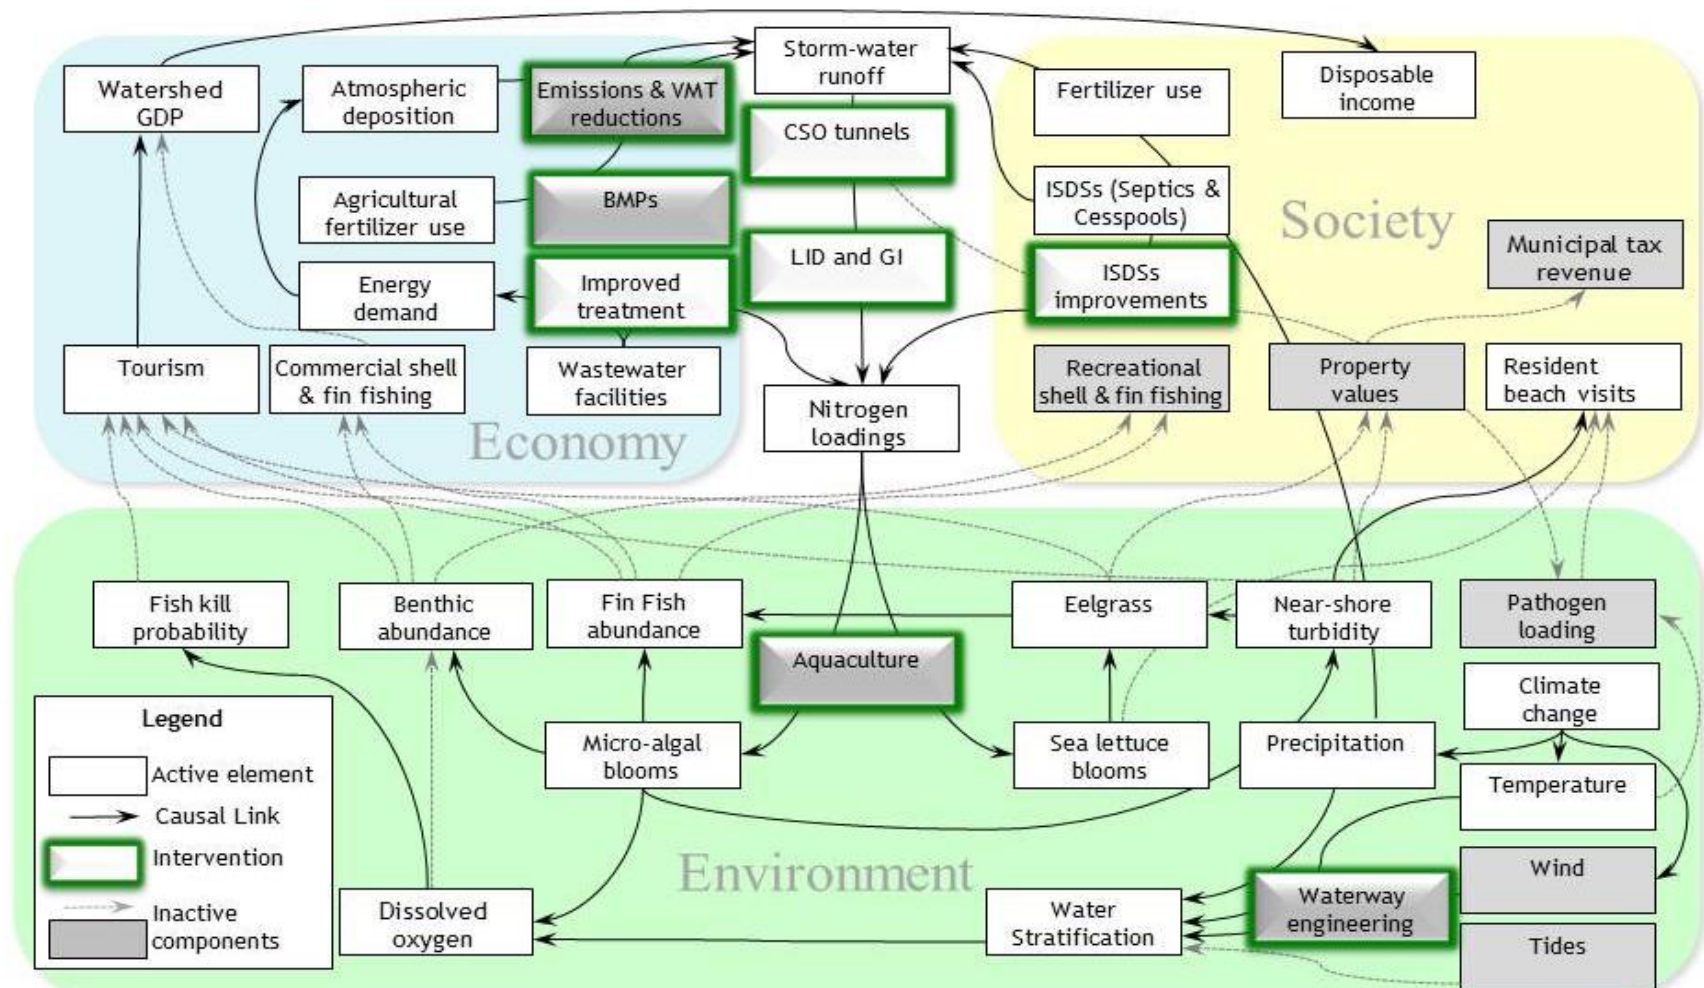 Watershed
GDP
Atmospheric
deposition
Emissions & VMT
reductions
Storm-water
runoff
Fertilizer use
Disposable
income
CSO tunnels
Agricultural
fertilizer use
BMPs
ISDSs (Septics &
Cesspools)
Society
Municipal tax
revenue
LID and GI
Energy
demand
Improved
treatment
ISDSs
improvements
Tourism
Commercial shell
& fin fishing
Wastewater
facilities
Recreational
shell & fin fishing
Property
values
Resident
beach visits
Economy
Nitrogen
loadings
Fish kill
probability
Benthic
abundance
Fin Fish
abundance
Eelgrass
Near-shore
turbidity
Pathogen
loading
Aquaculture
Climate
change
Legend
Active element
Causal Link
Intervention
Inactive
components
Micro-algal
blooms
Sea lettuce
blooms
Precipitation
Temperature
Environment
Wind
Dissolved
oxygen
Water
Stratification
Waterway
engineering
Tides